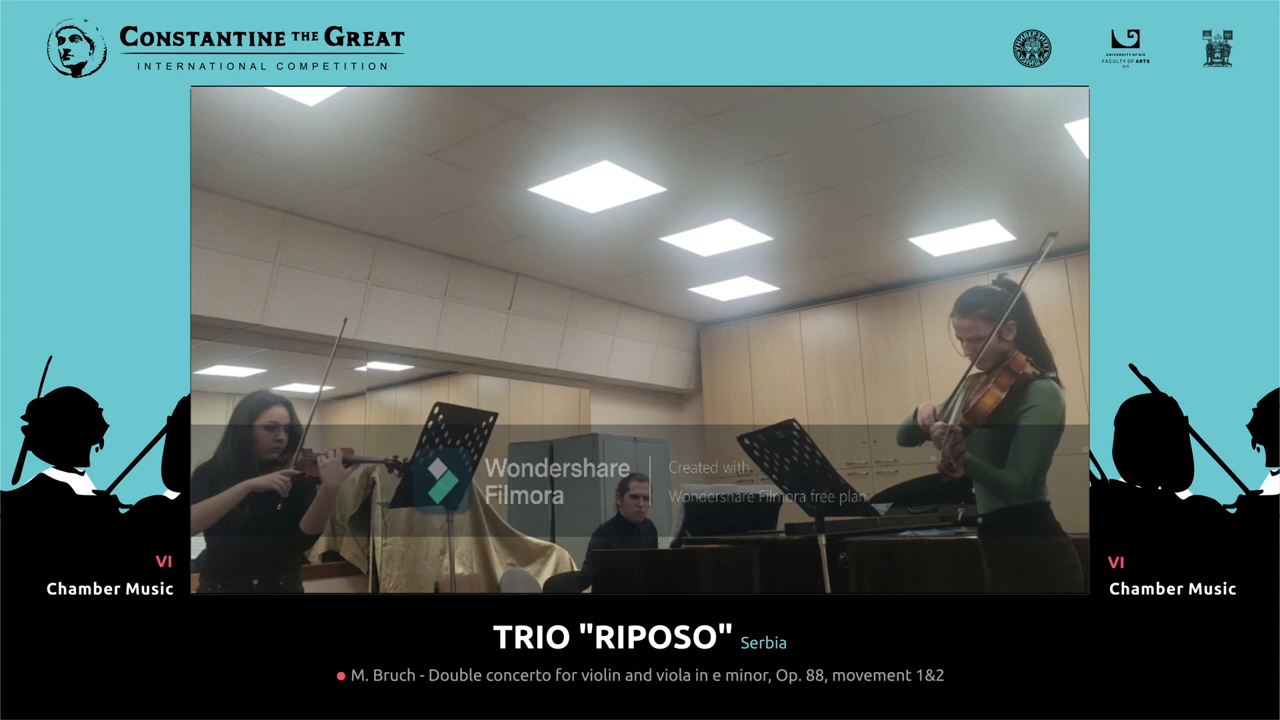 CONSTANTINE THE GREAT
INTERNATIONAL COMPETITION
UNIVERSITY OF NIŠ
FACULTY OF ARTS
Wondershare
Filmora
Created with
Wondershare Filmora free plan
VI
Chamber Music
VI
Chamber Music
TRIO "RIPOSO" Serbia
M. Bruch - Double concerto for violin and viola in e minor, Op. 88, movement 1&2